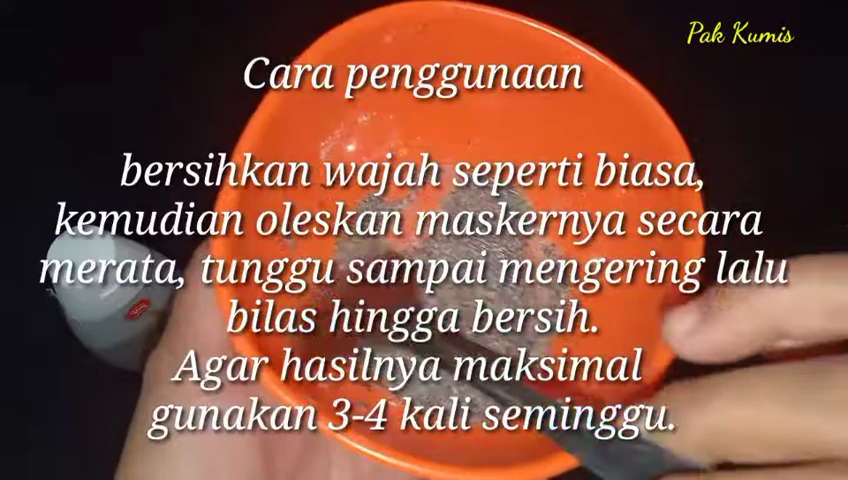 Pak Kumis
Cara penggunaan
bersihkan wajah seperti biasa,
kemudian oleskan maskernya secara
merata, tunggu sampai mengering lalu
bilas hingga bersih.
Agar hasilnya maksimal
gunakan 3-4 kali seminggu.